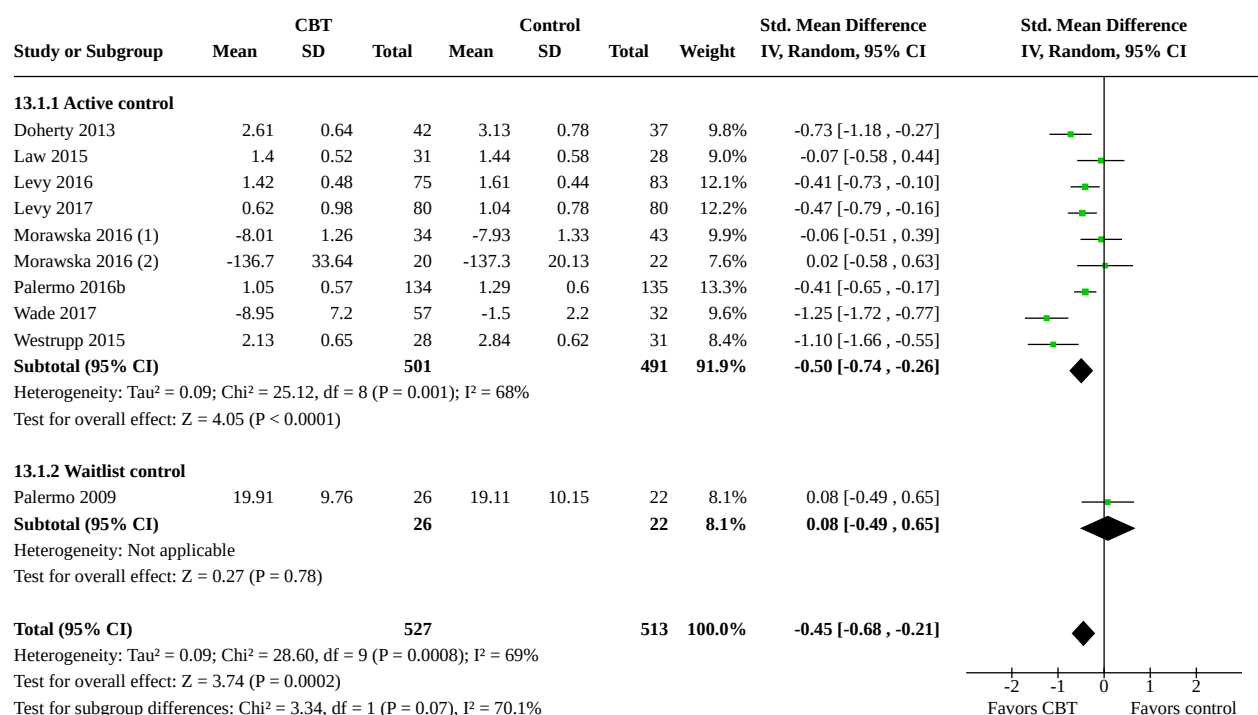 CBT Control Std. Mean Difference Std. Mean Difference
Study or Subgroup Mean SD Total Mean SD Total Weight IV, Random, 95% CI IV, Random, 95% CI
13.1.1 Active control
Doherty 2013 2.61 0.64 42 3.13 0.78 37 9.8% -0.73 [-1.18 , -0.27]
Law 2015 1.4 0.52 31 1.44 0.58 28 9.0% -0.07 [-0.58 , 0.44]
Levy 2016 1.42 0.48 75 1.61 0.44 83 12.1% -0.41 [-0.73 , -0.10]
Levy 2017 0.62 0.98 80 1.04 0.78 80 12.2% -0.47 [-0.79 , -0.16]
Morawska 2016 (1) -8.01 1.26 34 -7.93 1.33 43 9.9% -0.06 [-0.51 , 0.39]
Morawska 2016 (2) -136.7 33.64 20 -137.3 20.13 22 7.6% 0.02 [-0.58 , 0.63]
Palermo 2016b 1.05 0.57 134 1.29 0.6 135 13.3% -0.41 [-0.65 , -0.17]
Wade 2017 -8.95 7.2 57 -1.5 2.2 32 9.6% -1.25 [-1.72 , -0.77]
Westrupp 2015 2.13 0.65 28 2.84 0.62 31 8.4% -1.10 [-1.66 , -0.55]
Subtotal (95% CI) 501 491 91.9% -0.50 [-0.74 , -0.26]
Heterogeneity: Tau² = 0.09; Chi² = 25.12, df = 8 (P = 0.001); I² = 68%
Test for overall effect: Z = 4.05 (P < 0.0001)
13.1.2 Waitlist control
Palermo 2009 19.91 9.76 26 19.11 10.15 22 8.1% 0.08 [-0.49 , 0.65]
Subtotal (95% CI) 26 22 8.1% 0.08 [-0.49 , 0.65]
Heterogeneity: Not applicable
Test for overall effect: Z = 0.27 (P = 0.78)
Total (95% CI) 527 513 100.0% -0.45 [-0.68 , -0.21]
Heterogeneity: Tau² = 0.09; Chi² = 28.60, df = 9 (P = 0.0008); I² = 69%
Test for overall effect: Z = 3.74 (P = 0.0002) -2 -1 0 1 2
Test for subgroup differences: Chi² = 3.34, df = 1 (P = 0.07), I² = 70.1% Favors CBT Favors control